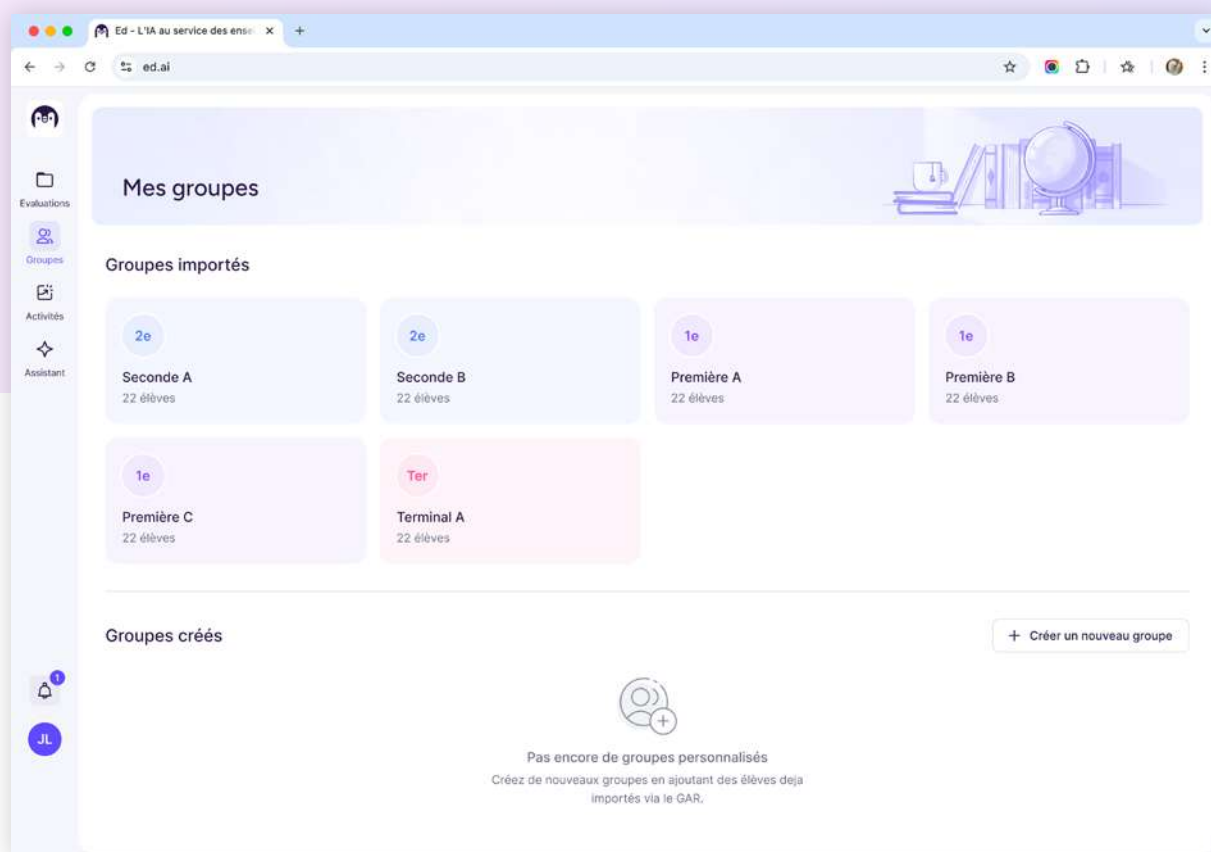 Ed - L'IA au service des ense
ed.ai
Evaluations
Groupes
Activités
Assistant
1
JL
Mes groupes
Groupes importés
2e
Seconde A
22 élèves
2e
Seconde B
22 élèves
1e
Première A
22 élèves
1e
Première B
22 élèves
1e
Première C
22 élèves
Ter
Terminal A
22 élèves
Groupes créés
+ Créer un nouveau groupe
Pas encore de groupes personnalisés
Créez de nouveaux groupes en ajoutant des élèves deja
importés via le GAR.